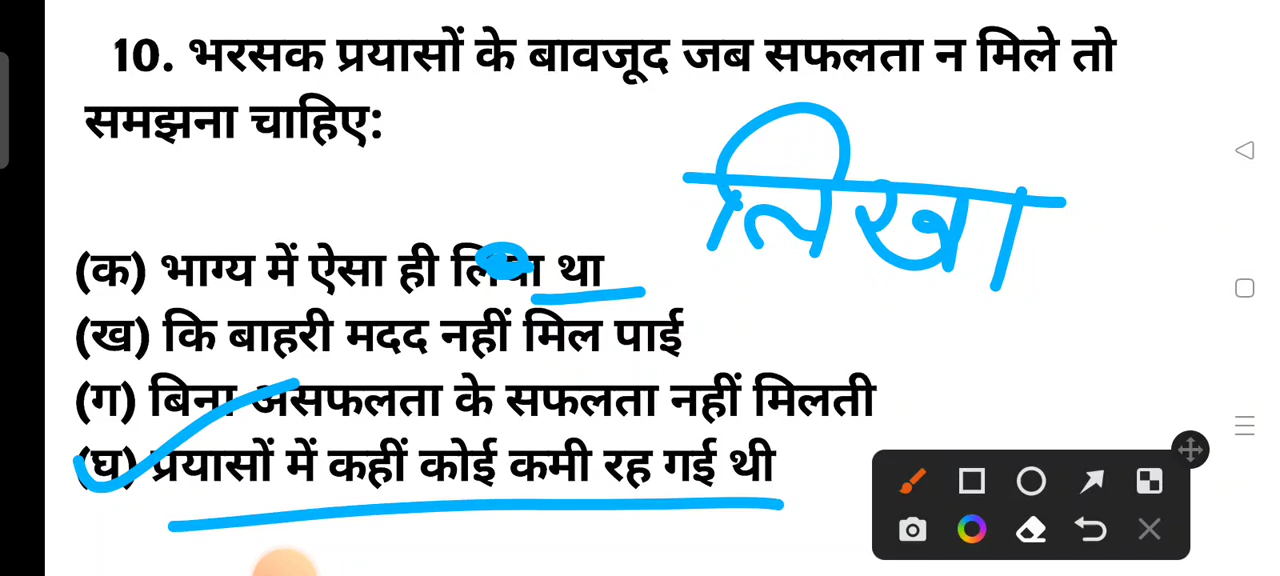 10. भरसक प्रयासों के बावजूद जब सफलता न मिले तो
समझना चाहिए:
लिखा
(क) भाग्य में ऐसा ही था
(ख) कि बाहरी मदद नहीं मिल पाई
(ग) बिना असफलता के सफलता नहीं मिलती
(घ) प्रयासों में कहीं कोई कमी रह गई थी